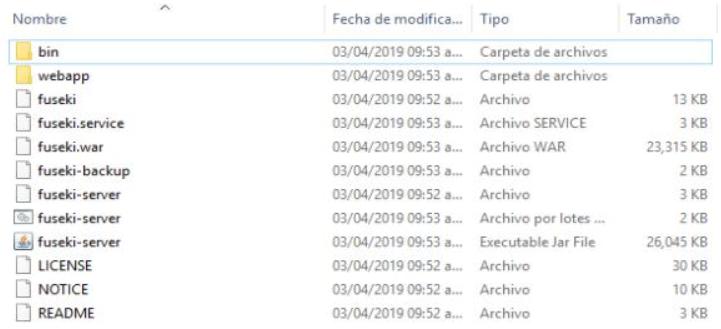 Nombre Fecha de modifica... Tipo Tamaño
bin 03/04/2019 09:53 a... Carpeta de archivos
webapp 03/04/2019 09:53 a... Carpeta de archivos
fuseki 03/04/2019 09:52 a... Archivo 13 KB
fuseki.service 03/04/2019 09:53 a... Archivo SERVICE 3 KB
fuseki.war 03/04/2019 09:53 a... Archivo WAR 23,315 KB
fuseki-backup 03/04/2019 09:53 a... Archivo 2 KB
fuseki-server 03/04/2019 09:52 a... Archivo 3 KB
fuseki-server 03/04/2019 09:53 a... Archivo por lotes ... 2 KB
fuseki-server 03/04/2019 09:53 a... Executable Jar File 26,045 KB
LICENSE 03/04/2019 09:52 a... Archivo 30 KB
NOTICE 03/04/2019 09:52 a... Archivo 10 KB
README 03/04/2019 09:52 a... Archivo 3 KB